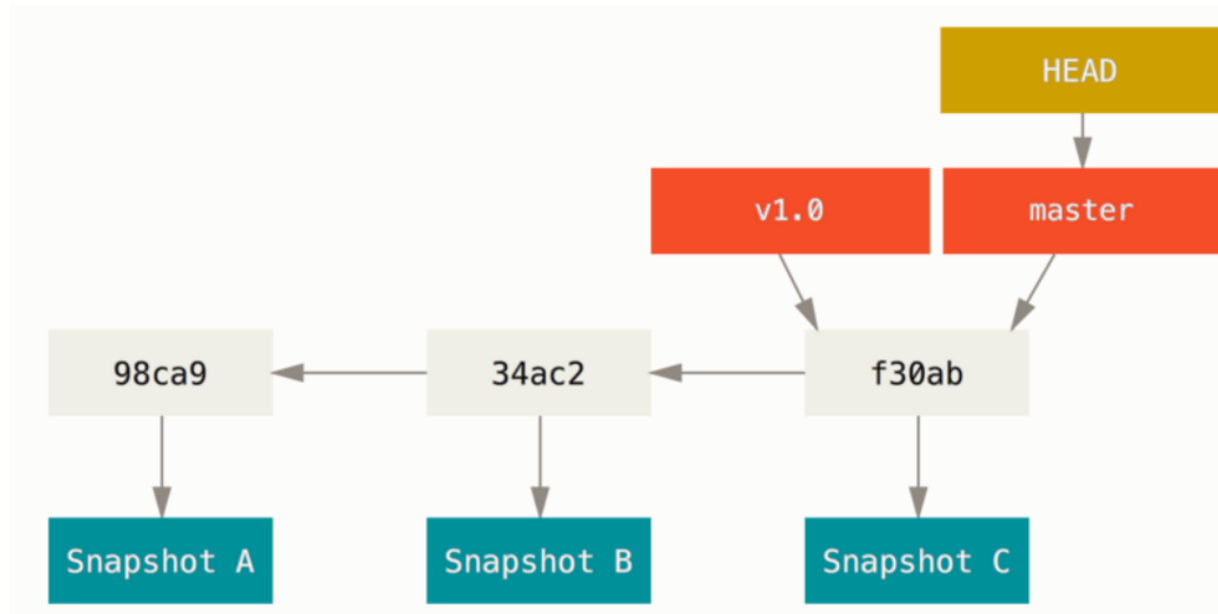 HEAD
v1.0
master
98ca9
34ac2
f30ab
Snapshot A
Snapshot B
Snapshot C